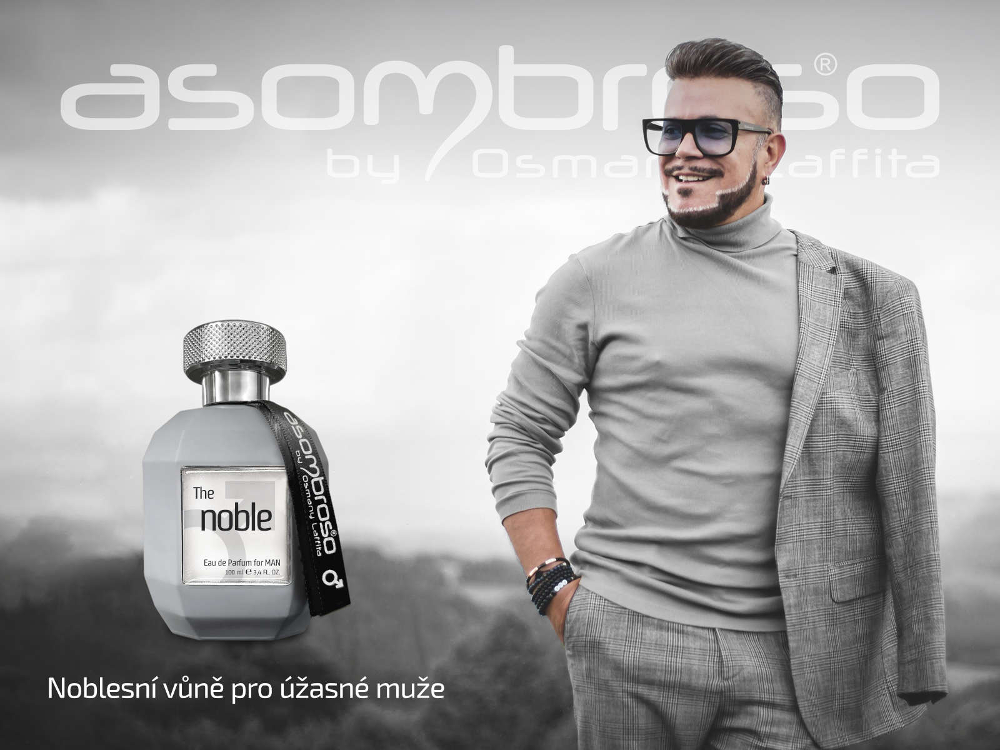 asombroso®
by Osmany Laffita
The
noble
Eau de Parfum for MAN
100 ml ℮ 3,4 FL. OZ.
asombroso®
by Osmany Laffita
Noblesní vůně pro úžasné muže